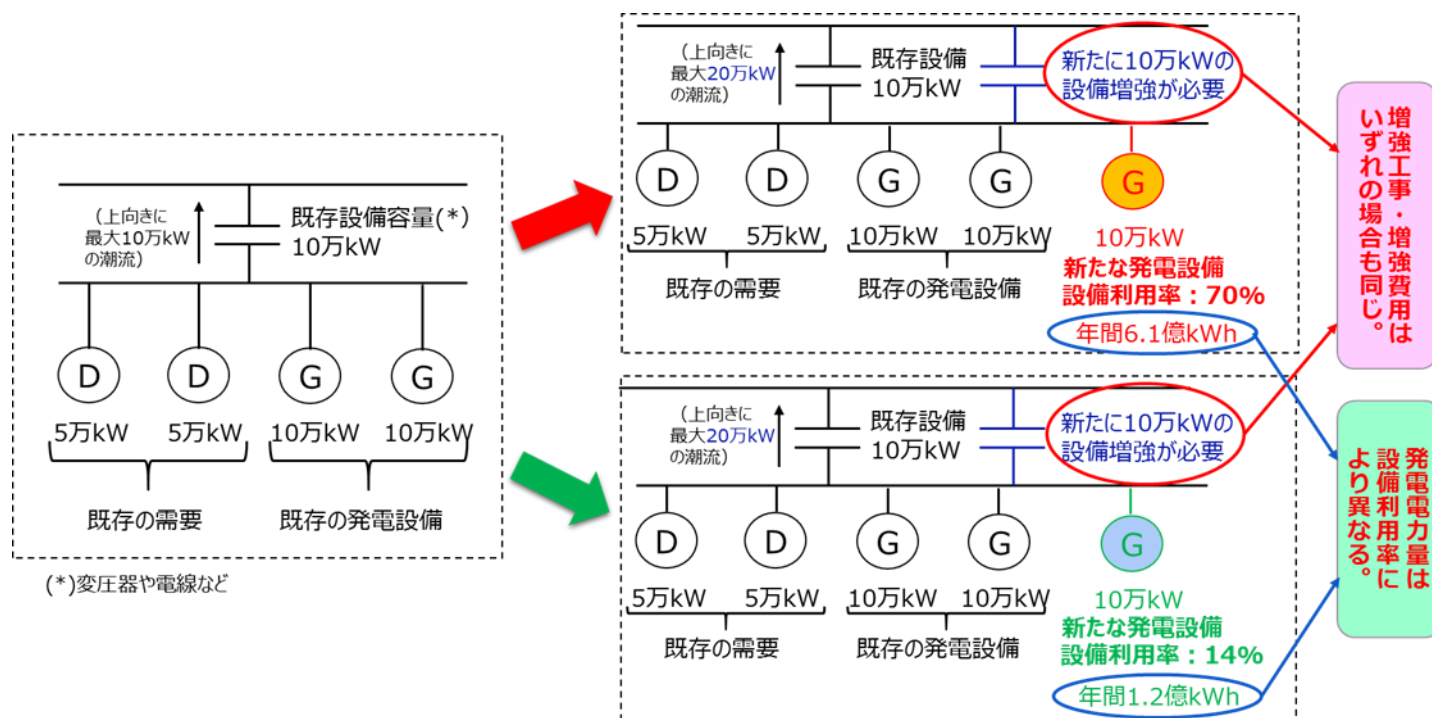 (上向きに
最大10万kW
の潮流)
既存設備容量(*)
10万kW
D
D
G
G
5万kW
5万kW
10万kW
10万kW
既存の需要
既存の発電設備
(*)変圧器や電線など
(上向きに
最大20万kW
の潮流)
既存設備
10万kW
新たに10万kWの
設備増強が必要
D
D
G
G
G
5万kW
5万kW
10万kW
10万kW
10万kW
既存の需要
既存の発電設備
新たな発電設備
設備利用率：70%
年間6.1億kWh
(上向きに
最大20万kW
の潮流)
既存設備
10万kW
新たに10万kWの
設備増強が必要
D
D
G
G
G
5万kW
5万kW
10万kW
10万kW
10万kW
既存の需要
既存の発電設備
新たな発電設備
設備利用率：14%
年間1.2億kWh
増強工事・増強費用は
いずれの場合も同じ。
発電電力量は
設備利用率に
より異なる。